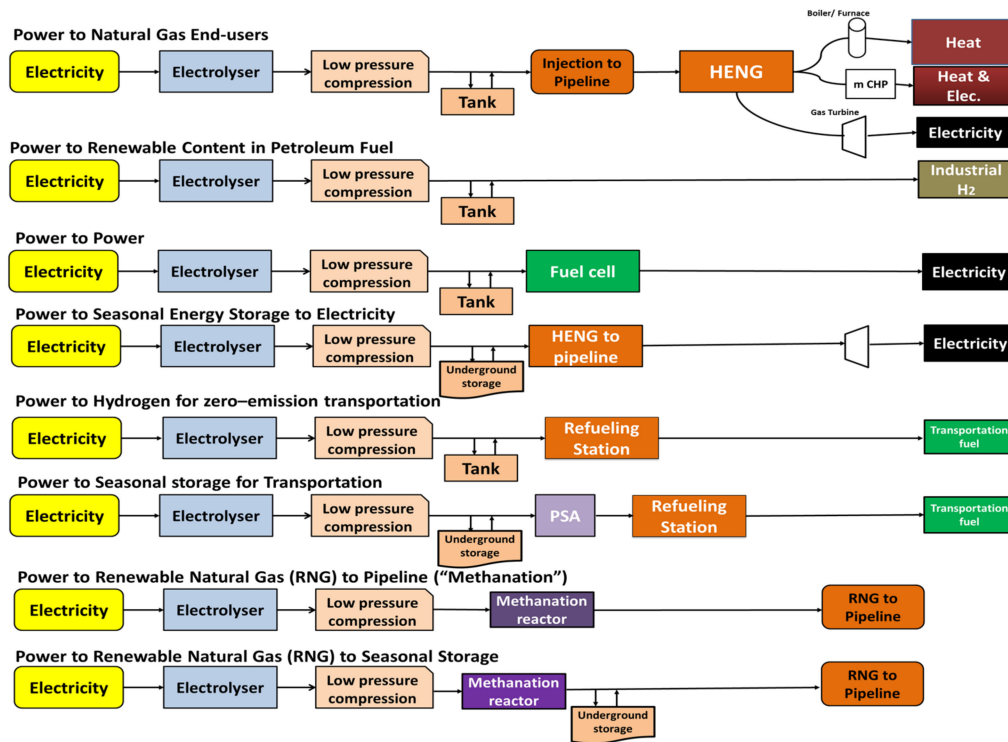 Power to Natural Gas End-users
Electricity
Electrolyser
Low pressure
compression
Tank
Injection to
Pipeline
HENG
Boiler/ Furnace
Heat
m CHP
Heat &
Elec.
Gas Turbine
Electricity
Power to Renewable Content in Petroleum Fuel
Electricity
Electrolyser
Low pressure
compression
Tank
Industrial
H2
Power to Power
Electricity
Electrolyser
Low pressure
compression
Tank
Fuel cell
Electricity
Power to Seasonal Energy Storage to Electricity
Electricity
Electrolyser
Low pressure
compression
Underground
storage
HENG to
pipeline
Electricity
Power to Hydrogen for zero–emission transportation
Electricity
Electrolyser
Low pressure
compression
Tank
Refueling
Station
Transportation
fuel
Power to Seasonal storage for Transportation
Electricity
Electrolyser
Low pressure
compression
Underground
storage
PSA
Refueling
Station
Transportation
fuel
Power to Renewable Natural Gas (RNG) to Pipeline (“Methanation”)
Electricity
Electrolyser
Low pressure
compression
Methanation
reactor
RNG to
Pipeline
Power to Renewable Natural Gas (RNG) to Seasonal Storage
Electricity
Electrolyser
Low pressure
compression
Methanation
reactor
Underground
storage
RNG to
Pipeline